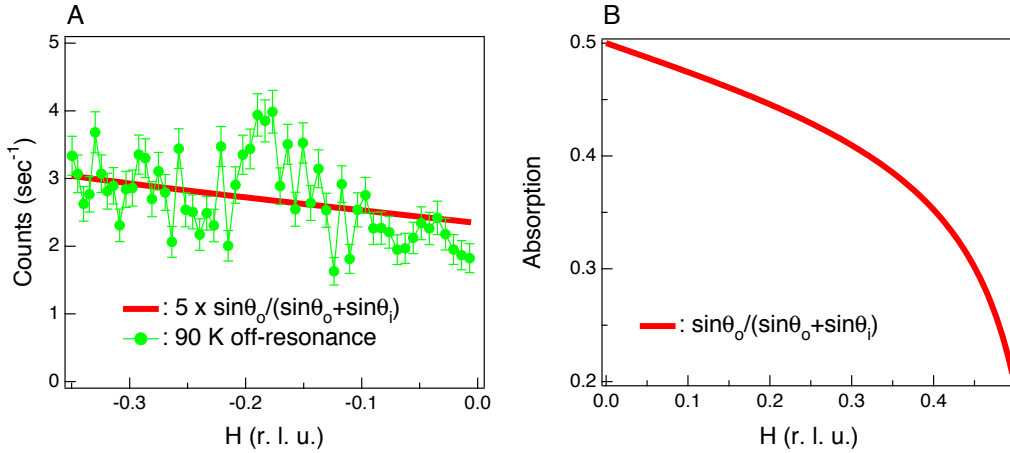 A
Counts (sec-1)
5
4
3
2
1
0
: 5 x sinθo/(sinθo+sinθi)
: 90 K off-resonance
-0.3
-0.2
-0.1
0.0
H (r. l. u.)
B
Absorption
0.5
0.4
0.3
0.2
: sinθo/(sinθo+sinθi)
0.0
0.1
0.2
0.3
0.4
H (r. l. u.)